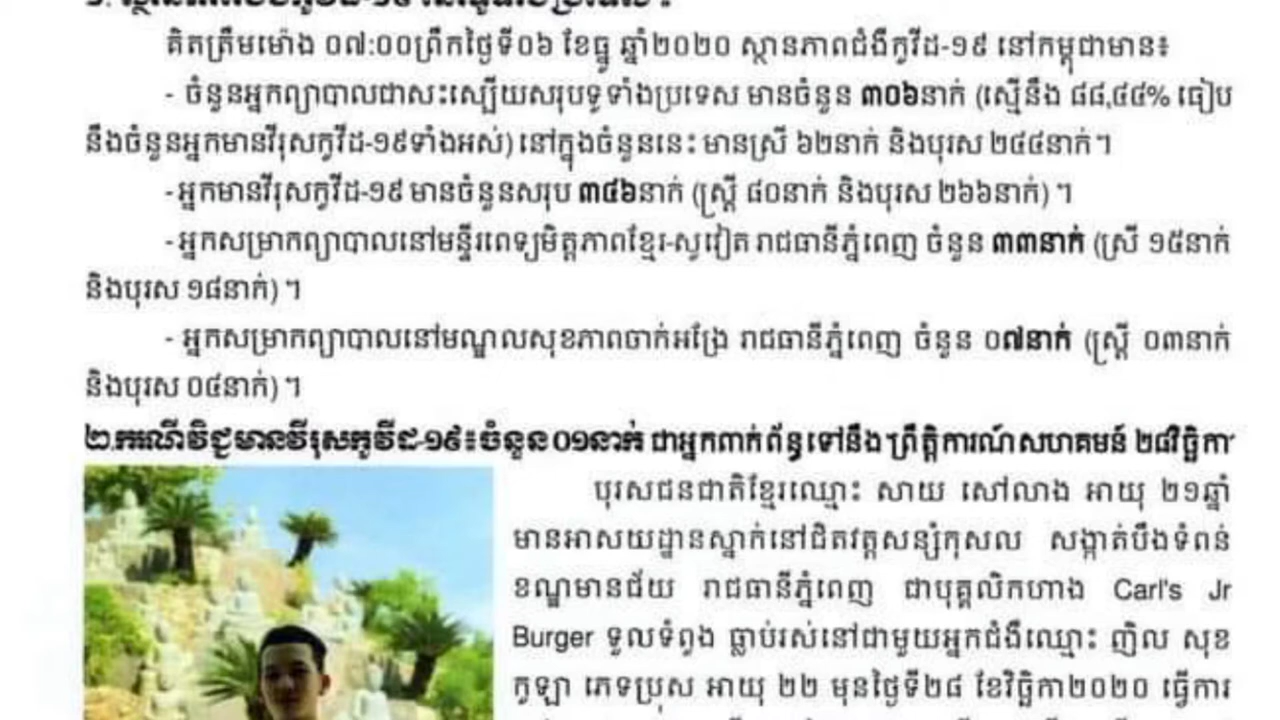 គិតត្រឹមម៉ោង ០៧:០០ព្រឹកថ្ងៃទី០៦ ខែធ្នូ ឆ្នាំ២០២០ ស្ថានភាពជំងឺកូវីដ-១៩ នៅកម្ពុជាមាន៖
- ចំនួនអ្នកព្យាបាលជាសះស្បើយសរុបទូទាំងប្រទេស មានចំនួន ៣០៦នាក់ (ស្មើនឹង ៨៨,៤៤% ធៀប
នឹងចំនួនអ្នកមានវីរុសកូវីដ-១៩ទាំងអស់) នៅក្នុងចំនួននេះ មានស្រី ៦២នាក់ និងបុរស ២៤៤នាក់។
-អ្នកមានវីរុសកូវីដ-១៩ មានចំនួនសរុប ៣៤៦នាក់ (ស្ត្រី ៨០នាក់ និងបុរស ២៦៦នាក់) ។
-អ្នកសម្រាកព្យាបាលនៅមន្ទីរពេទ្យមិត្តភាពខ្មែរ-សូវៀត រាជធានីភ្នំពេញ ចំនួន ៣៣នាក់ (ស្រី ១៥នាក់
និងបុរស ១៨នាក់) ។
- អ្នកសម្រាកព្យាបាលនៅមណ្ឌលសុខភាពចាក់អង្រែ រាជធានីភ្នំពេញ ចំនួន ០៧នាក់ (ស្ត្រី ០៣នាក់
និងបុរស ០៤នាក់) ។
២.ករណីវិជ្ជមានវីរុសកូវីដ-១៩៖ចំនួន ០១នាក់ ជាអ្នកពាក់ព័ន្ធទៅនឹង ព្រឹត្តិការណ៍សហគមន៍ ២៨វិច្ឆិកា
បុរសជនជាតិខ្មែរឈ្មោះ សាយ សៅលាង អាយុ ២១ឆ្នាំ
មានអាសយដ្ឋានស្នាក់នៅជិតវត្តសន្សំកុសល សង្កាត់បឹងទំពន់
ខណ្ឌមានជ័យ រាជធានីភ្នំពេញ ជាបុគ្គលិកហាង Carl's Jr
Burger ទួលទំពូង ធ្លាប់រស់នៅជាមួយអ្នកជំងឺឈ្មោះ ញិល សុខ
កូឡា ភេទប្រុស អាយុ ២២ មុនថ្ងៃទី២៨ ខែវិច្ឆិកា២០២០ ធ្វើការ